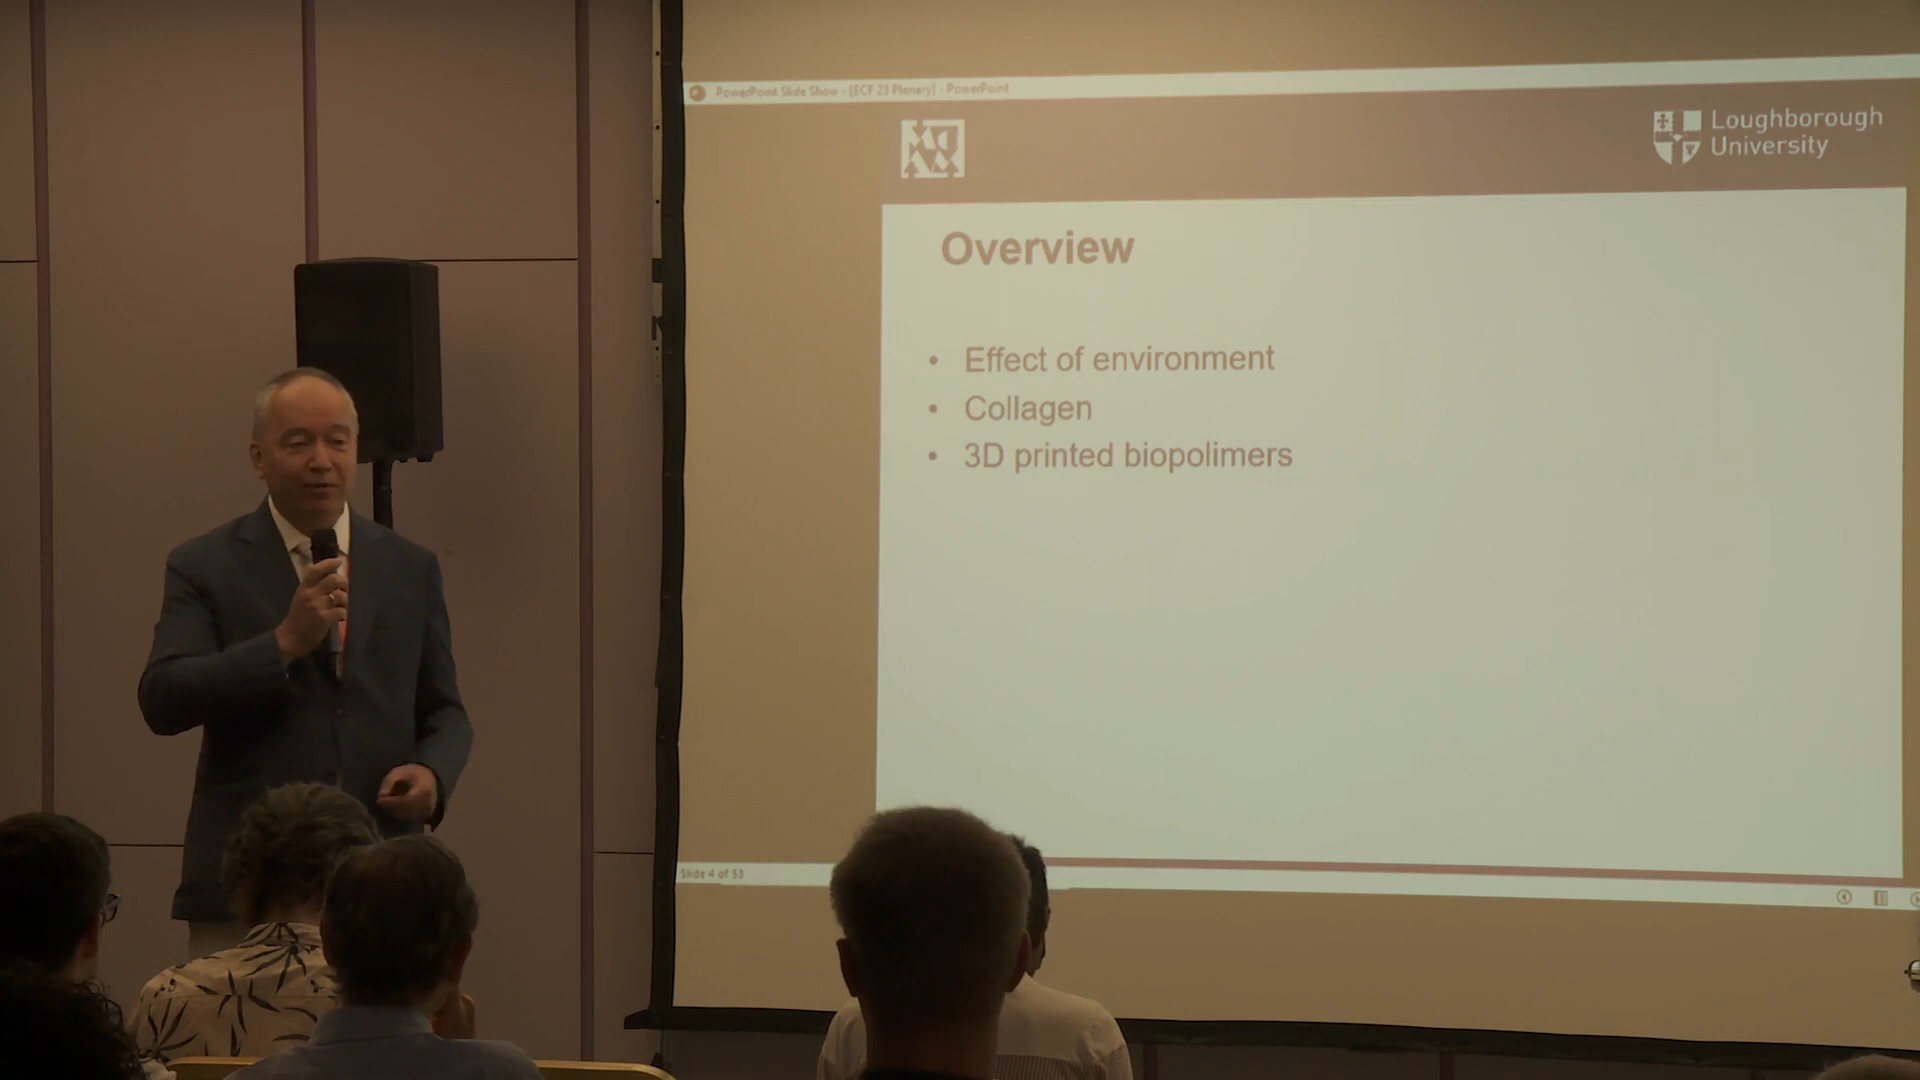 PowerPoint Slide Show - [ECF 23 Plenary] - PowerPoint
Loughborough
University
Overview
• Effect of environment
• Collagen
• 3D printed biopolimers
Slide 4 of 53